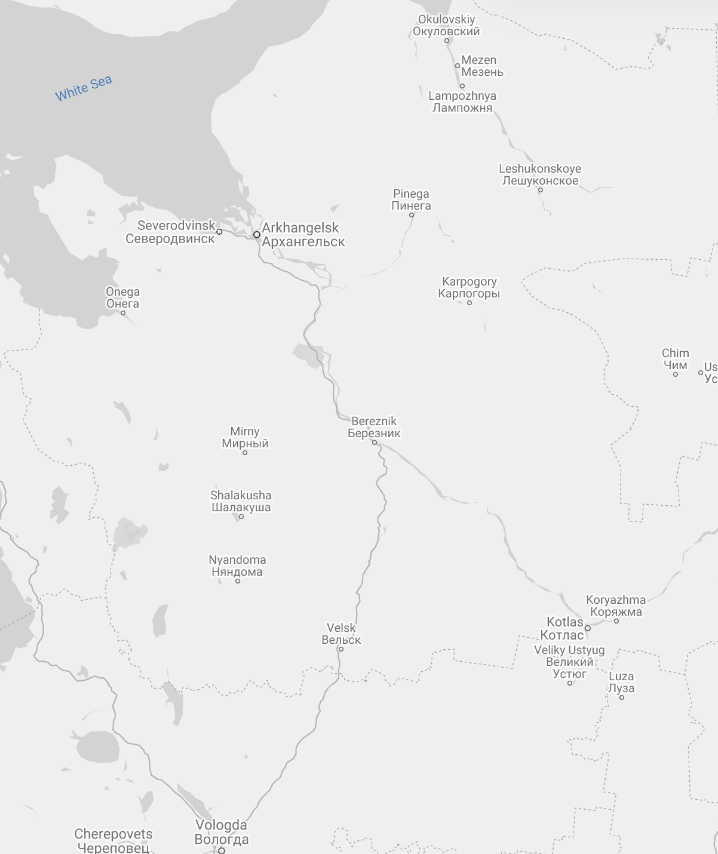 Okulovskiy
Окуловский
Mezen
Мезень
Lampozhnya
Лампожня
White Sea
Leshukonskoye
Лешуконское
Pinega
Пинега
Severodvinsk
Северодвинск
Arkhangelsk
Архангельск
Karpogory
Карпогоры
Onega
Онега
Chim
Чим
Us
Ус
Bereznik
Березник
Mirny
Мирный
Shalakusha
Шалакуша
Nyandoma
Няндома
Koryazhma
Коряжма
Kotlas
Котлас
Velsk
Вельск
Veliky Ustyug
Великий
Устюг
Luza
Луза
Vologda
Вологда
Cherepovets
Череповец